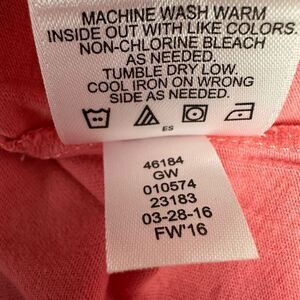 MACHINE WASH WARM
INSIDE OUT WITH LIKE COLORS.
NON-CHLORINE BLEACH
AS NEEDED.
TUMBLE DRY LOW.
COOL IRON ON WRONG
SIDE AS NEEDED.
ES
46184
GW
010574
23183
03-28-16
FW'16